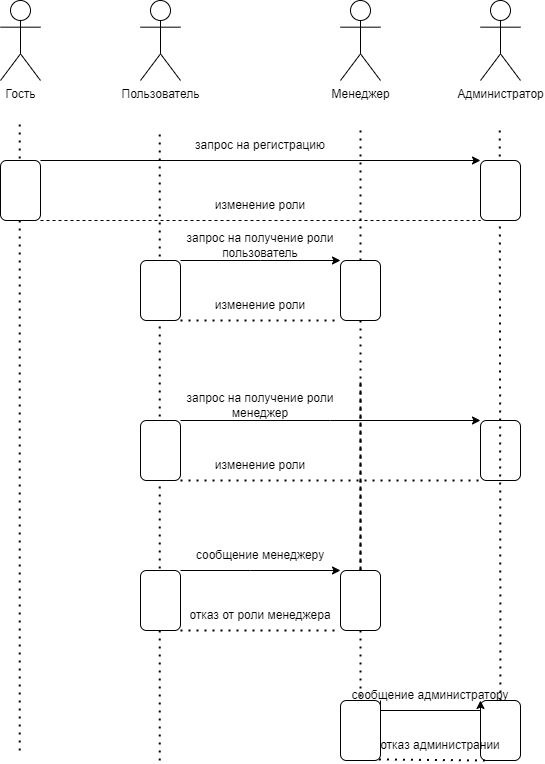 Гость
Пользователь
Менеджер
Администратор
запрос на регистрацию
изменение роли
запрос на получение роли
пользователь
изменение роли
запрос на получение роли
менеджер
изменение роли
сообщение менеджеру
отказ от роли менеджера
сообщение администратору
отказ администрании